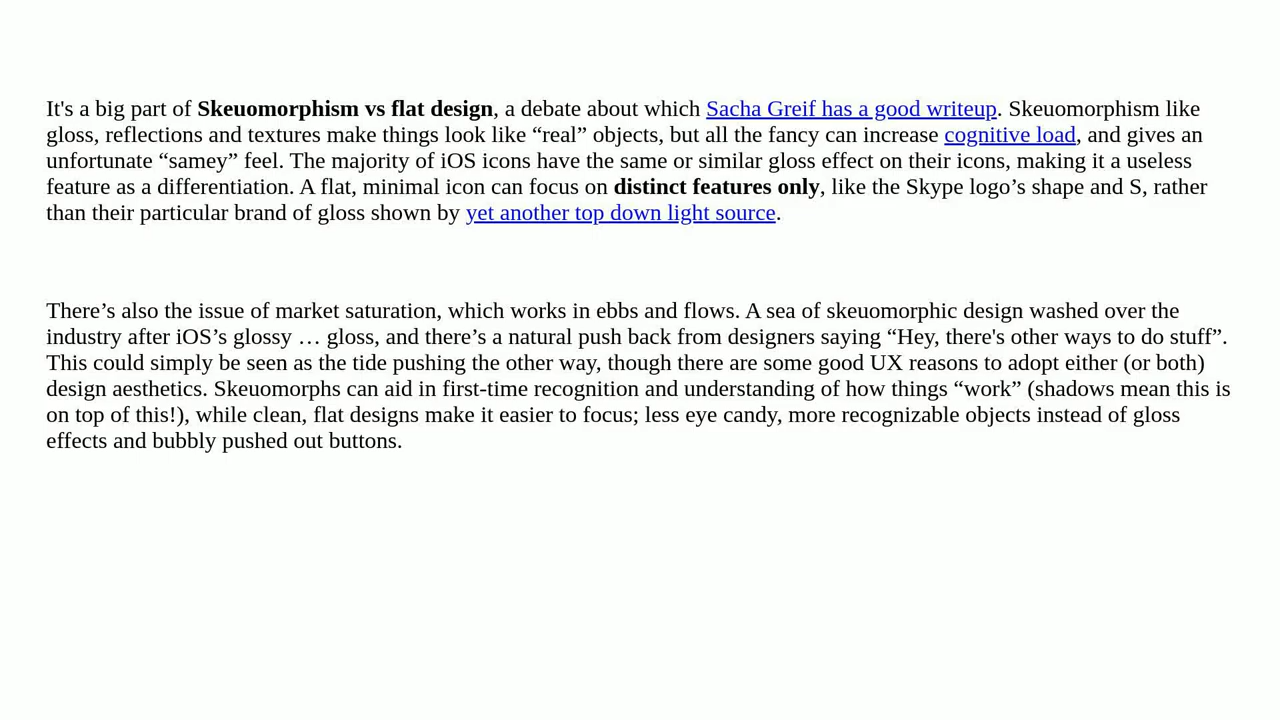 It's a big part of Skeuomorphism vs flat design, a debate about which Sacha Greif has a good writeup. Skeuomorphism like
gloss, reflections and textures make things look like “real” objects, but all the fancy can increase cognitive load, and gives an
unfortunate “samey” feel. The majority of iOS icons have the same or similar gloss effect on their icons, making it a useless
feature as a differentiation. A flat, minimal icon can focus on distinct features only, like the Skype logo’s shape and S, rather
than their particular brand of gloss shown by yet another top down light source.
There’s also the issue of market saturation, which works in ebbs and flows. A sea of skeuomorphic design washed over the
industry after iOS’s glossy … gloss, and there’s a natural push back from designers saying “Hey, there's other ways to do stuff”.
This could simply be seen as the tide pushing the other way, though there are some good UX reasons to adopt either (or both)
design aesthetics. Skeuomorphs can aid in first-time recognition and understanding of how things “work” (shadows mean this is
on top of this!), while clean, flat designs make it easier to focus; less eye candy, more recognizable objects instead of gloss
effects and bubbly pushed out buttons.